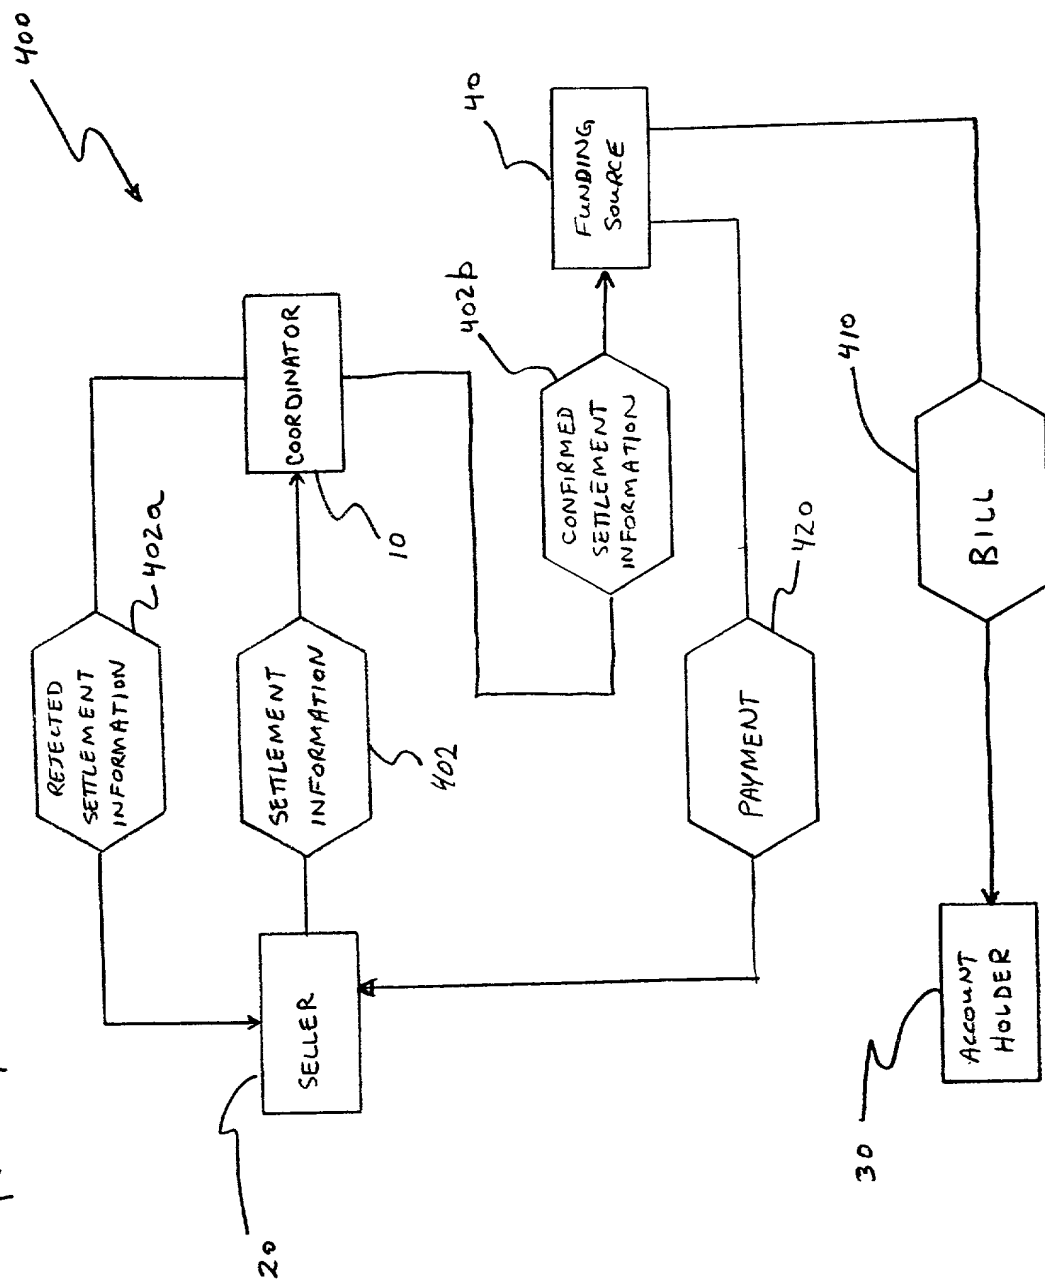 400
REJECTED
SETTLEMENT
INFORMATION
402a
SETTLEMENT
INFORMATION
402
COORDINATOR
10
SELLER
20
CONFIRMED
SETTLEMENT
INFORMATION
402b
FUNDING
SOURCE
40
PAYMENT
420
BILL
410
ACCOUNT
HOLDER
30